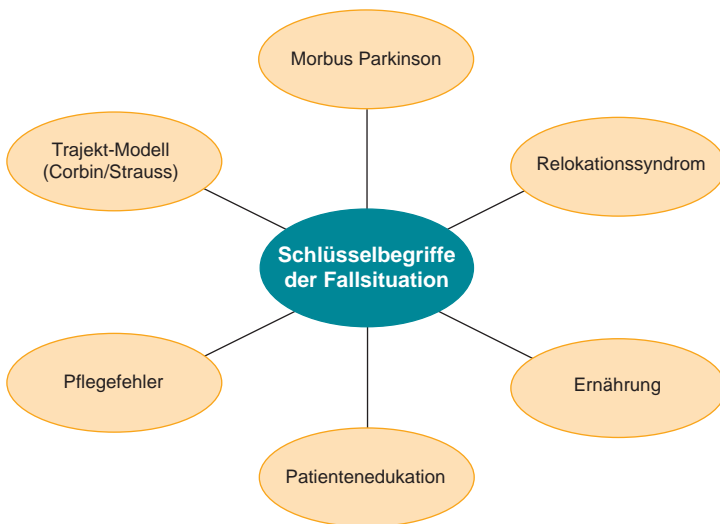 Morbus Parkinson
Trajekt-Modell
(Corbin/Strauss)
Relokationssyndrom
Schlüsselbegriffe
der Fallsituation
Pflegefehler
Ernährung
Patientenedukation